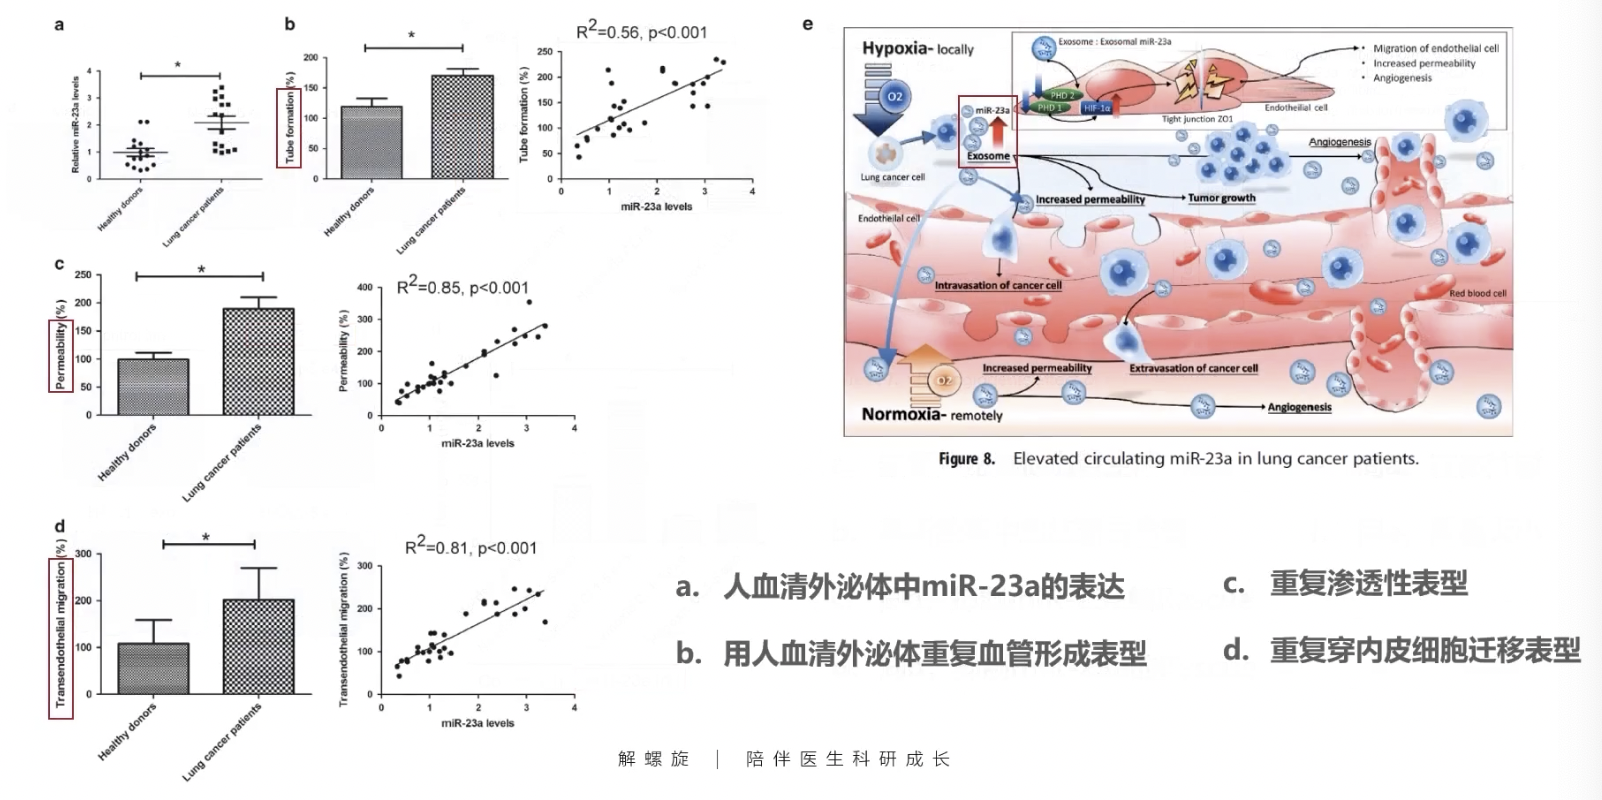 a
Relative miR-23a levels
4
3
2
1
0
*
Healthy donors
Lung cancer patients
b
Tube formation (%)
200
150
100
50
0
*
Healthy donors
Lung cancer patients
R2=0.56, p<0.001
Tube formation (%)
250
200
150
100
50
0
0
1
2
3
4
miR-23a levels
c
Permeability (%)
250
200
150
100
50
0
*
Healthy donors
Lung cancer patients
R2=0.85, p<0.001
Permeability (%)
400
300
200
100
0
0
1
2
3
4
miR-23a levels
d
Transendothelial migration (%)
300
200
100
0
*
Healthy donors
Lung cancer patients
R2=0.81, p<0.001
Transendothelial migration (%)
300
200
100
0
0
1
2
3
4
miR-23a levels
e
Hypoxia- locally
O2
Exosome : Exosomal miR-23a
PHD 2
PHD 1
HIF-1α
Tight junction ZO1
Endotheilial cell
• Migration of endothelial cell
• Increased permeability
• Angiogenesis
miR-23a
Exosome
Lung cancer cell
Angiogenesis
Increased permeability
Tumor growth
Endotheilial cell
Intravasation of cancer cell
Red blood cell
Increased permeability
Extravasation of cancer cell
O2
Normoxia- remotely
Angiogenesis
Figure 8. Elevated circulating miR-23a in lung cancer patients.
a. 人血清外泌体中miR-23a的表达
b. 用人血清外泌体重复血管形成表型
c. 重复渗透性表型
d. 重复穿内皮细胞迁移表型
解螺旋 | 陪伴医生科研成长